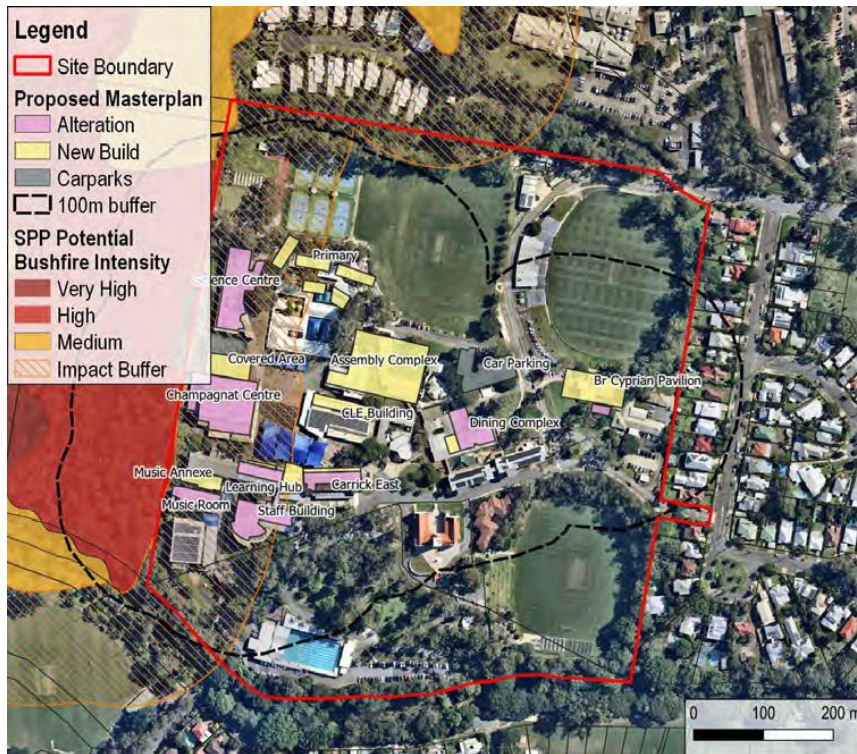 Legend
Site Boundary
Proposed Masterplan
Alteration
New Build
Carparks
100m buffer
SPP Potential
Bushfire Intensity
Very High
High
Medium
Impact Buffer
Primary
Science Centre
Covered Area
Assembly Complex
Car Parking
Br Cyprian Pavilion
Champagnat Centre
CLE Building
Dining Complex
Music Annexe
Learning Hub
Carrick East
Music Room
Staff Building
0 100 200 m